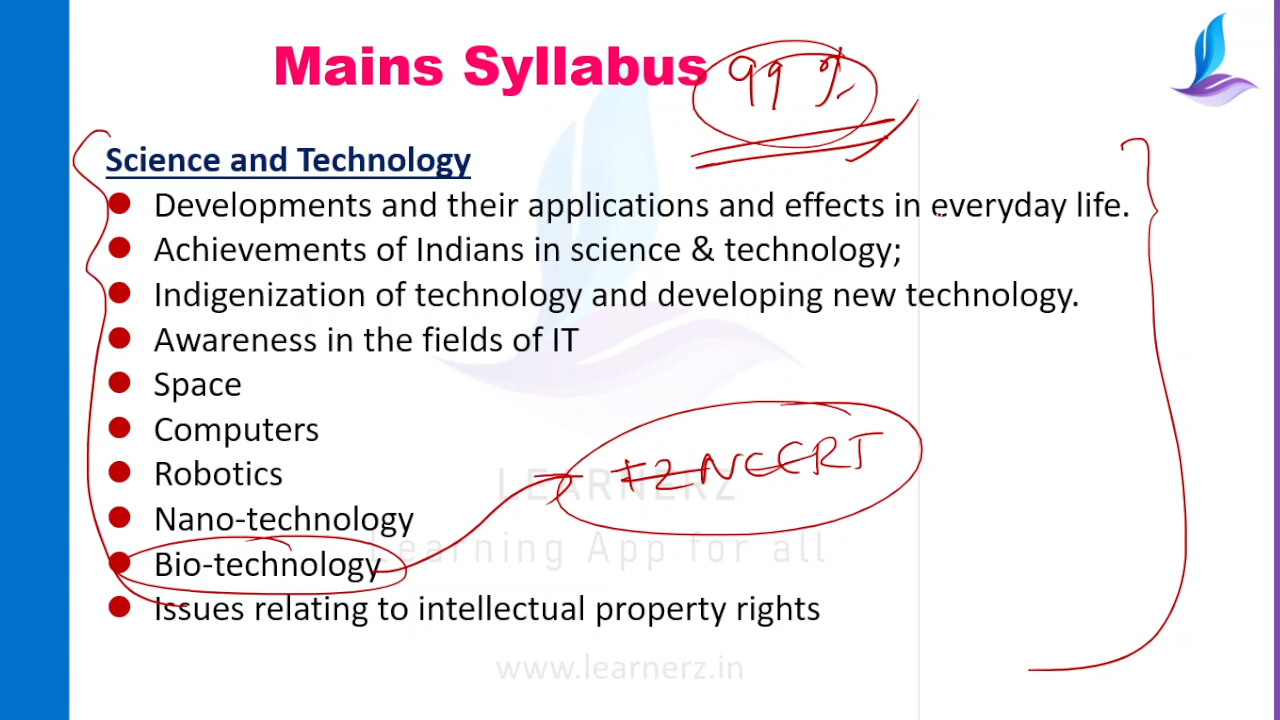 Mains Syllabus 99 %
Science and Technology
Developments and their applications and effects in everyday life.
Achievements of Indians in science & technology;
Indigenization of technology and developing new technology.
Awareness in the fields of IT
Space
Computers
Robotics
12 NCERT
LEARNERZ
Nano-technology
Learning App for all
Bio-technology
Issues relating to intellectual property rights
www.learnerz.in